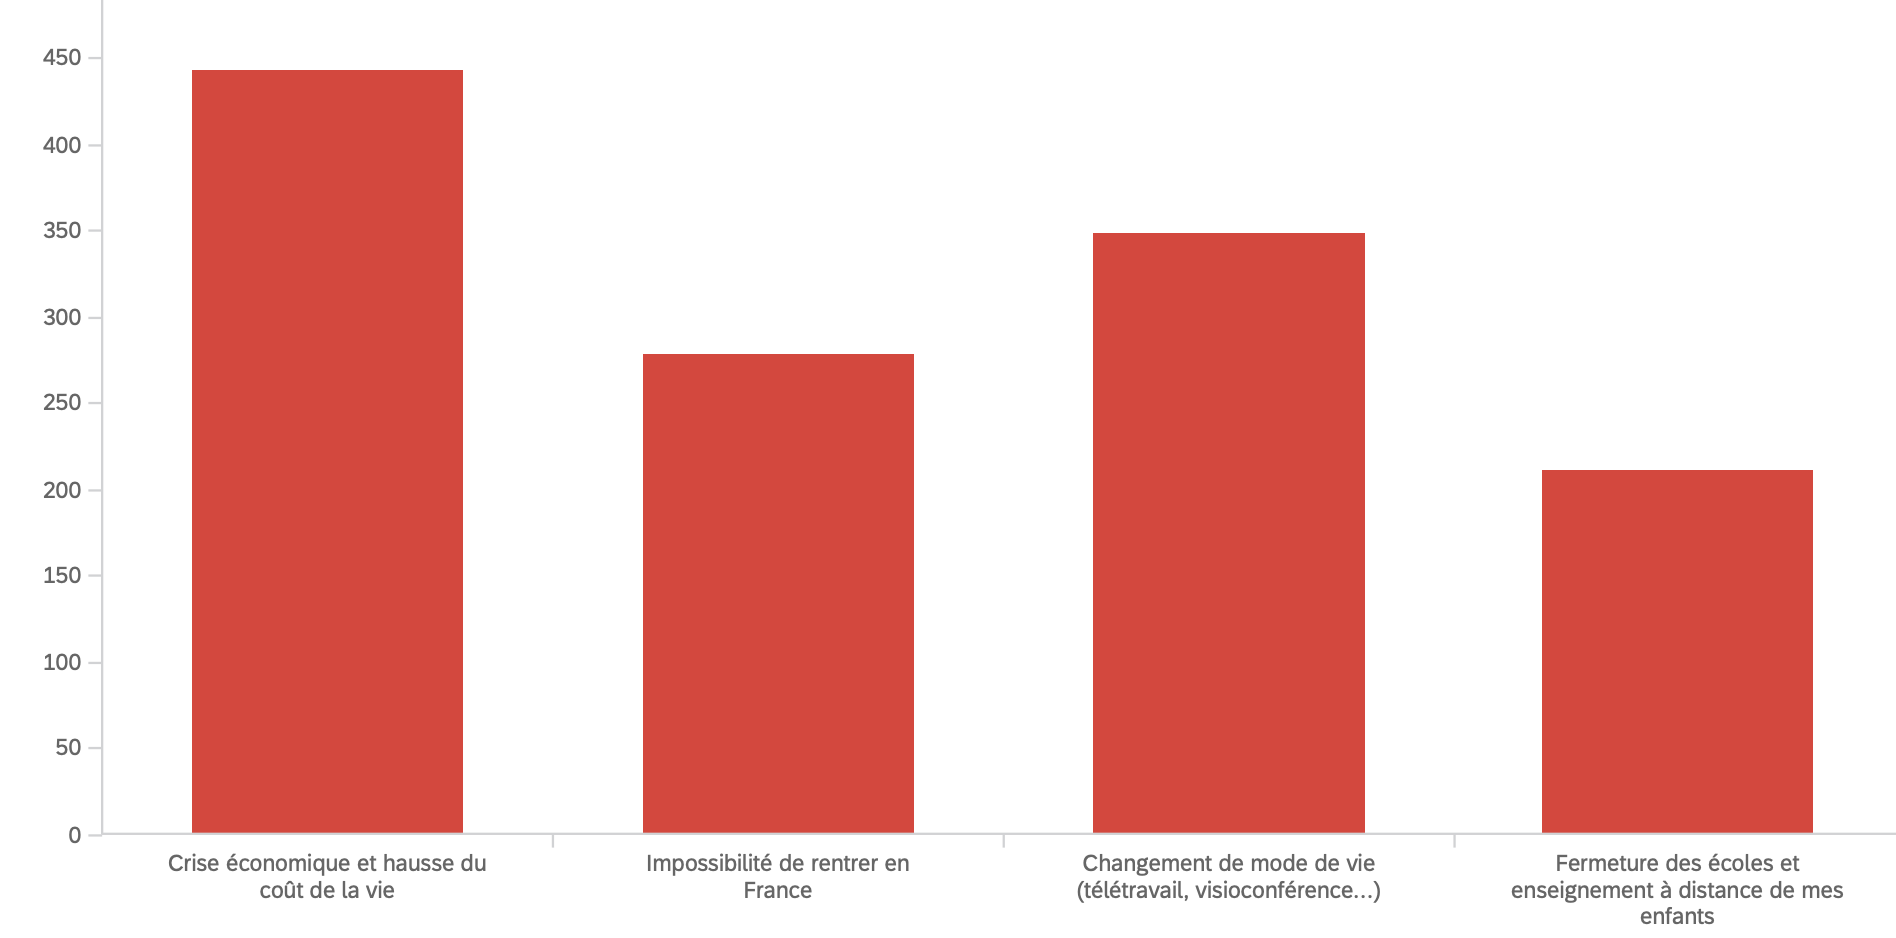 450
400
350
300
250
200
150
100
50
0
Crise économique et hausse du
coût de la vie
Impossibilité de rentrer en
France
Changement de mode de vie
(télétravail, visioconférence...)
Fermeture des écoles et
enseignement à distance de mes
enfants